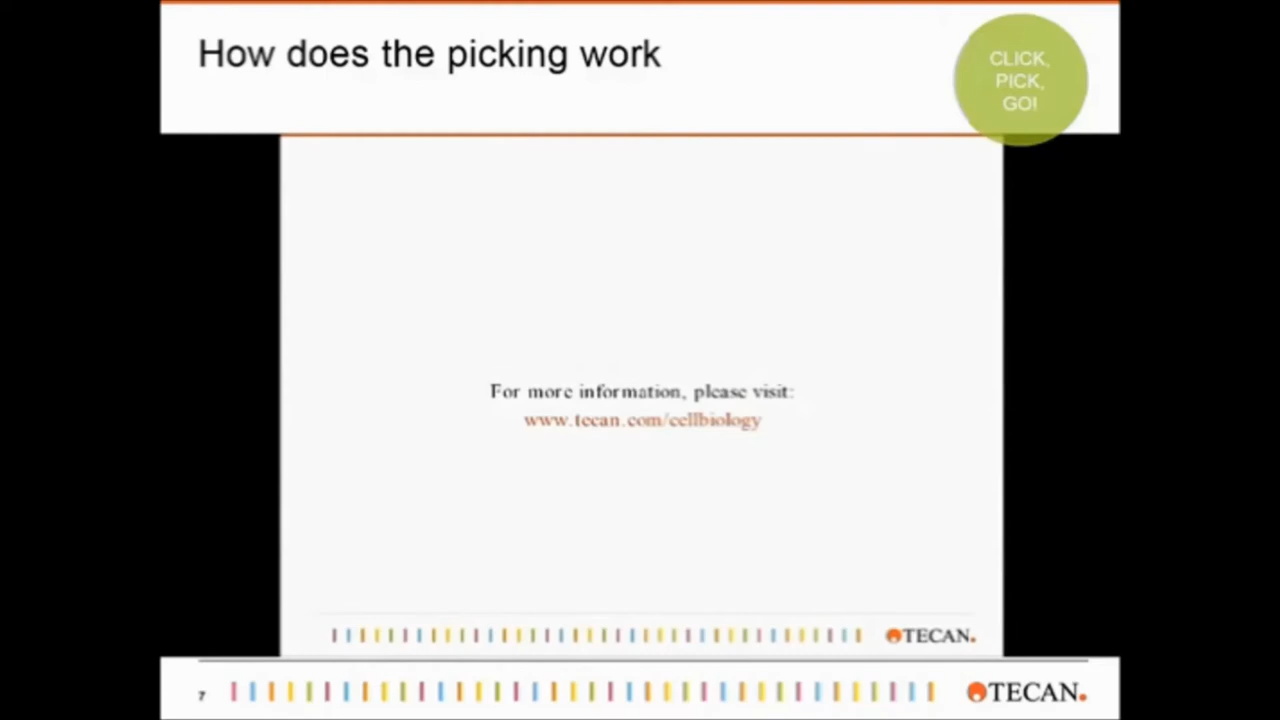 How does the picking work
CLICK,
PICK,
GO!
For more information, please visit:
www.tecan.com/cellbiology
TECAN.
7
TECAN.